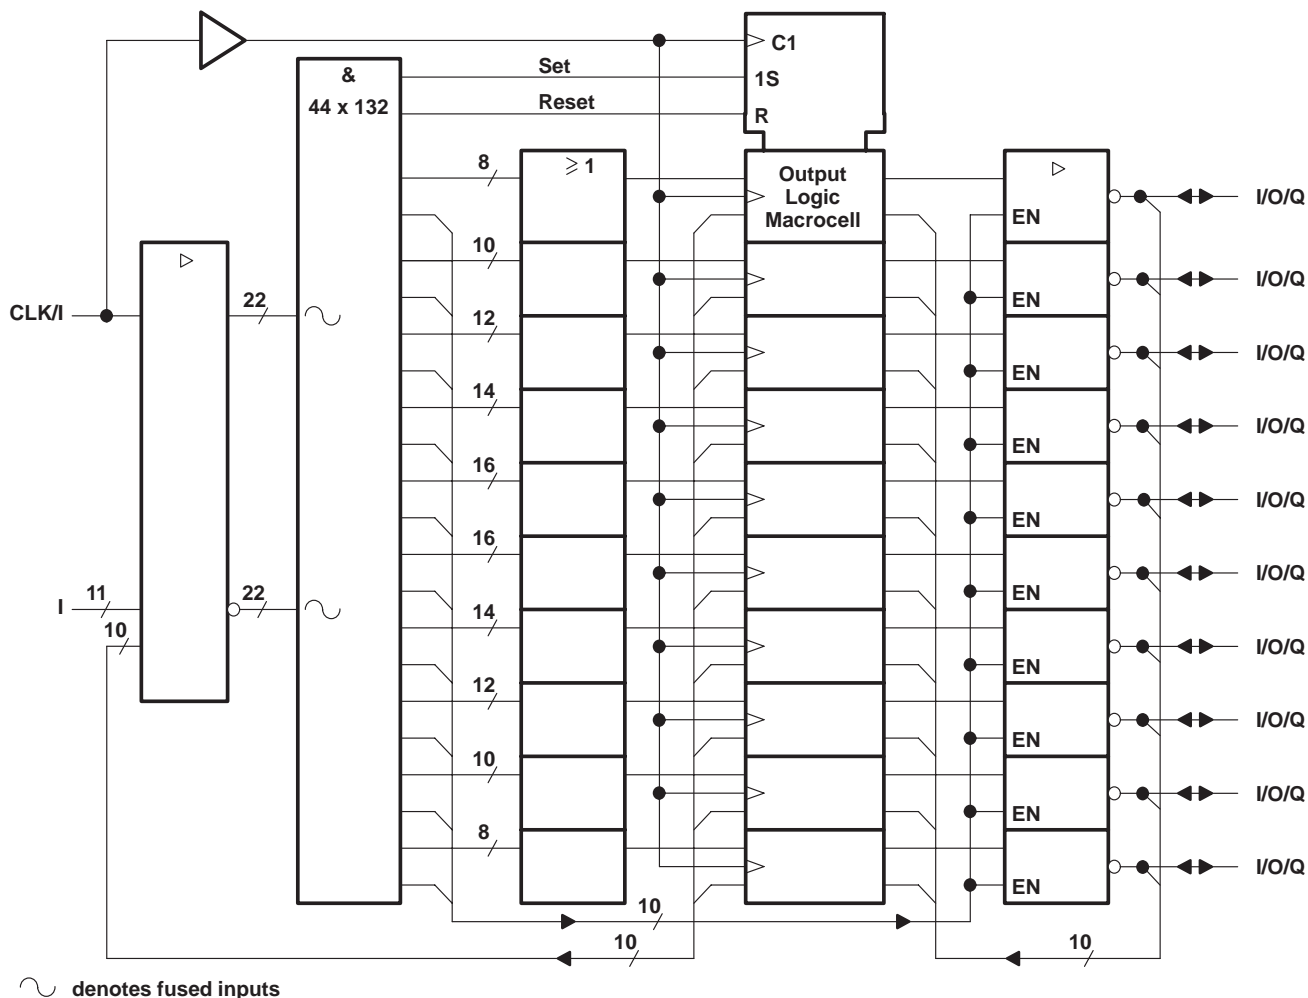 C1
Set
1S
Reset
R
&
44 x 132
8
≥ 1
Output
Logic
Macrocell
EN
I/O/Q
10
EN
I/O/Q
CLK/I
22
12
EN
I/O/Q
14
EN
I/O/Q
16
EN
I/O/Q
16
EN
I/O/Q
I
11
22
10
14
EN
I/O/Q
12
EN
I/O/Q
10
EN
I/O/Q
8
EN
I/O/Q
10
10
10
denotes fused inputs